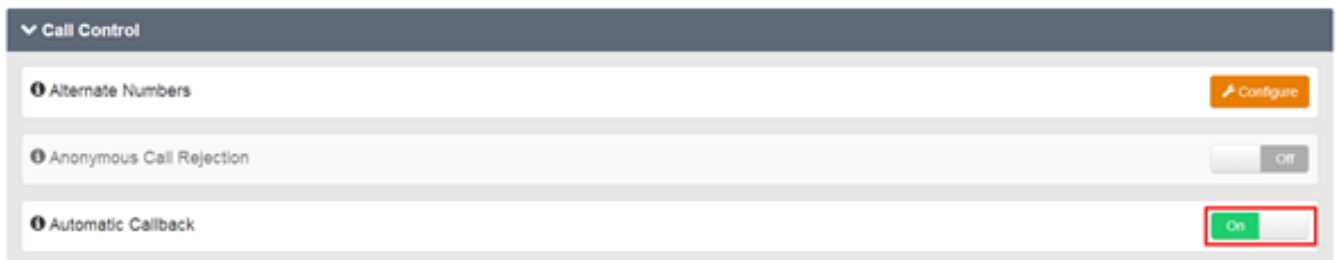 Call Control
Alternate Numbers
Configure
Anonymous Call Rejection
Off
Automatic Callback
On